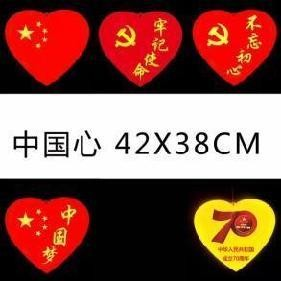 牢记
使命
不忘
初心
中国心 42X38CM
中国梦
70
中华人民共和国
成立70周年